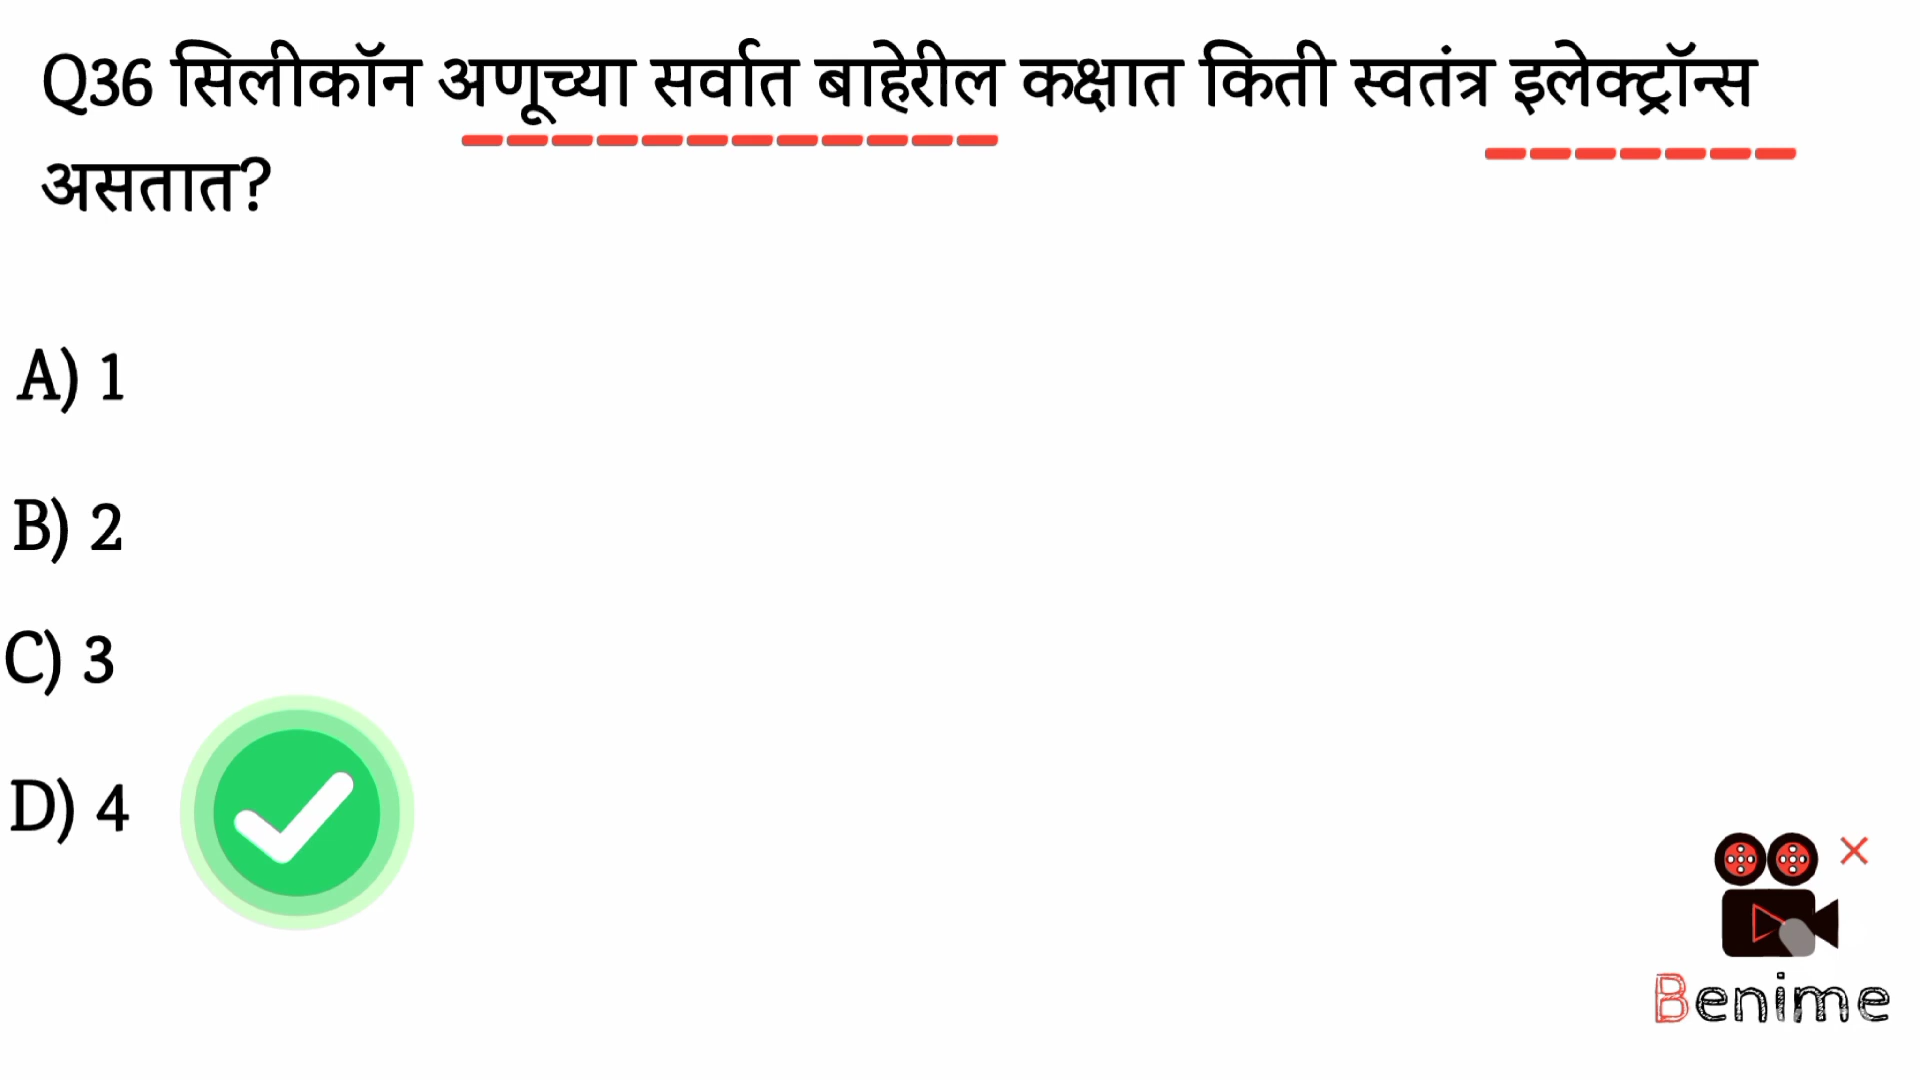 Q36 सिलीकॉन अणूच्या सर्वात बाहेरील कक्षात किती स्वतंत्र इलेक्ट्रॉन्स
असतात?
A) 1
B) 2
C) 3
D) 4
Benime